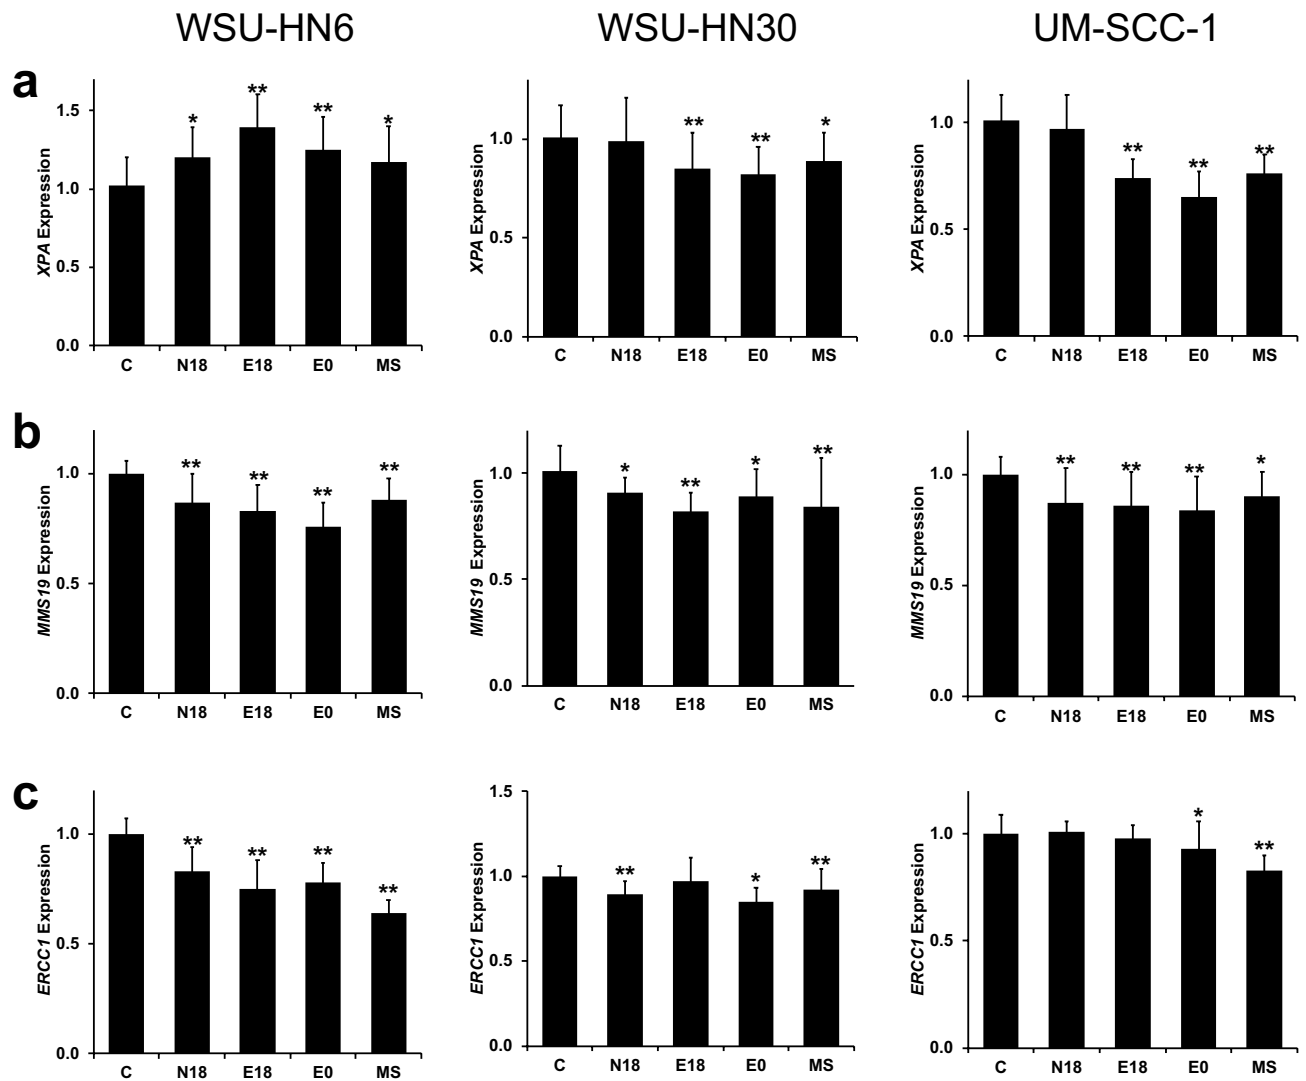 WSU-HN6 WSU-HN30 UM-SCC-1
a
XPA Expression
1.5
1.0
0.5
0.0
* ** ** *
C N18 E18 E0 MS
XPA Expression
1.0
0.5
0.0
** ** *
C N18 E18 E0 MS
XPA Expression
1.0
0.5
0.0
** ** **
C N18 E18 E0 MS
b
MMS19 Expression
1.0
0.5
0.0
** ** ** **
C N18 E18 E0 MS
MMS19 Expression
1.0
0.5
0.0
* ** * **
C N18 E18 E0 MS
MMS19 Expression
1.0
0.5
0.0
** ** ** *
C N18 E18 E0 MS
c
ERCC1 Expression
1.0
0.5
0.0
** ** ** **
C N18 E18 E0 MS
ERCC1 Expression
1.5
1.0
0.5
0.0
** * **
C N18 E18 E0 MS
ERCC1 Expression
1.0
0.5
0.0
* **
C N18 E18 E0 MS